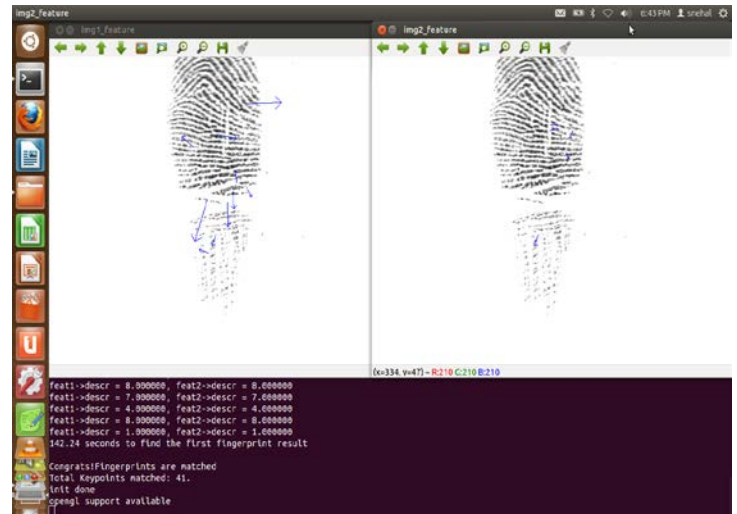 img2_feature
6:43 PM snehal
img1_feature
img2_feature
(x=334, y=47) ~ R:210 G:210 B:210
feat1->descr = 8.000000, feat2->descr = 8.000000
feat1->descr = 7.000000, feat2->descr = 7.000000
feat1->descr = 4.000000, feat2->descr = 4.000000
feat1->descr = 8.000000, feat2->descr = 8.000000
feat1->descr = 1.000000, feat2->descr = 1.000000
142.24 seconds to find the first fingerprint result
Congrats!Fingerprints are matched
Total Keypoints matched: 41.
init done
opengl support available